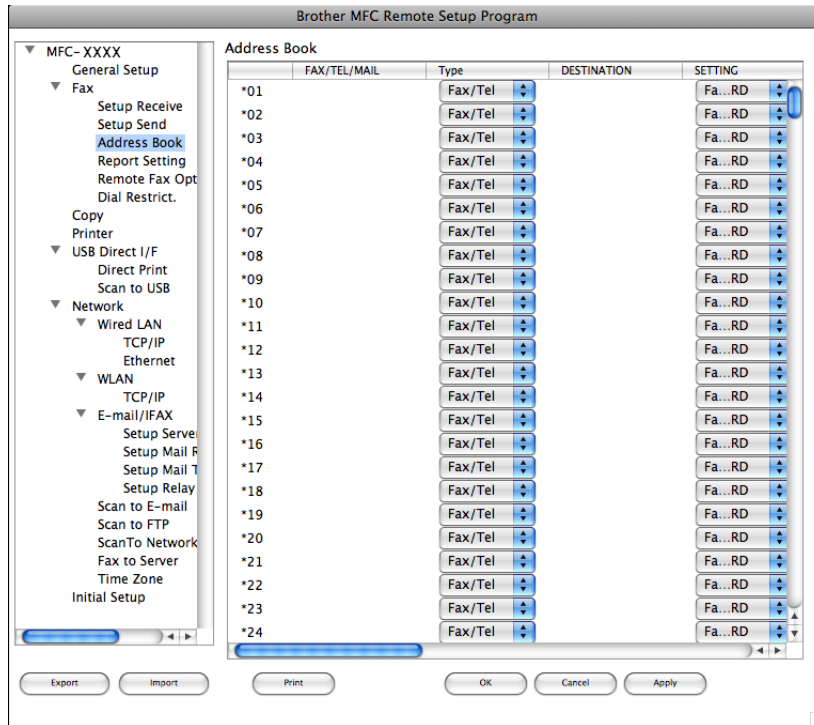 Brother MFC Remote Setup Program
MFC-XXXX
General Setup
Fax
Setup Receive
Setup Send
Address Book
Report Setting
Remote Fax Opt
Dial Restrict.
Copy
Printer
USB Direct I/F
Direct Print
Scan to USB
Network
Wired LAN
TCP/IP
Ethernet
WLAN
TCP/IP
E-mail/IFAX
Setup Server
Setup Mail R
Setup Mail T
Setup Relay
Scan to E-mail
Scan to FTP
ScanTo Network
Fax to Server
Time Zone
Initial Setup
Address Book
FAX/TEL/MAIL Type DESTINATION SETTING
*01 Fax/Tel Fa...RD
*02 Fax/Tel Fa...RD
*03 Fax/Tel Fa...RD
*04 Fax/Tel Fa...RD
*05 Fax/Tel Fa...RD
*06 Fax/Tel Fa...RD
*07 Fax/Tel Fa...RD
*08 Fax/Tel Fa...RD
*09 Fax/Tel Fa...RD
*10 Fax/Tel Fa...RD
*11 Fax/Tel Fa...RD
*12 Fax/Tel Fa...RD
*13 Fax/Tel Fa...RD
*14 Fax/Tel Fa...RD
*15 Fax/Tel Fa...RD
*16 Fax/Tel Fa...RD
*17 Fax/Tel Fa...RD
*18 Fax/Tel Fa...RD
*19 Fax/Tel Fa...RD
*20 Fax/Tel Fa...RD
*21 Fax/Tel Fa...RD
*22 Fax/Tel Fa...RD
*23 Fax/Tel Fa...RD
*24 Fax/Tel Fa...RD
Export Import Print OK Cancel Apply